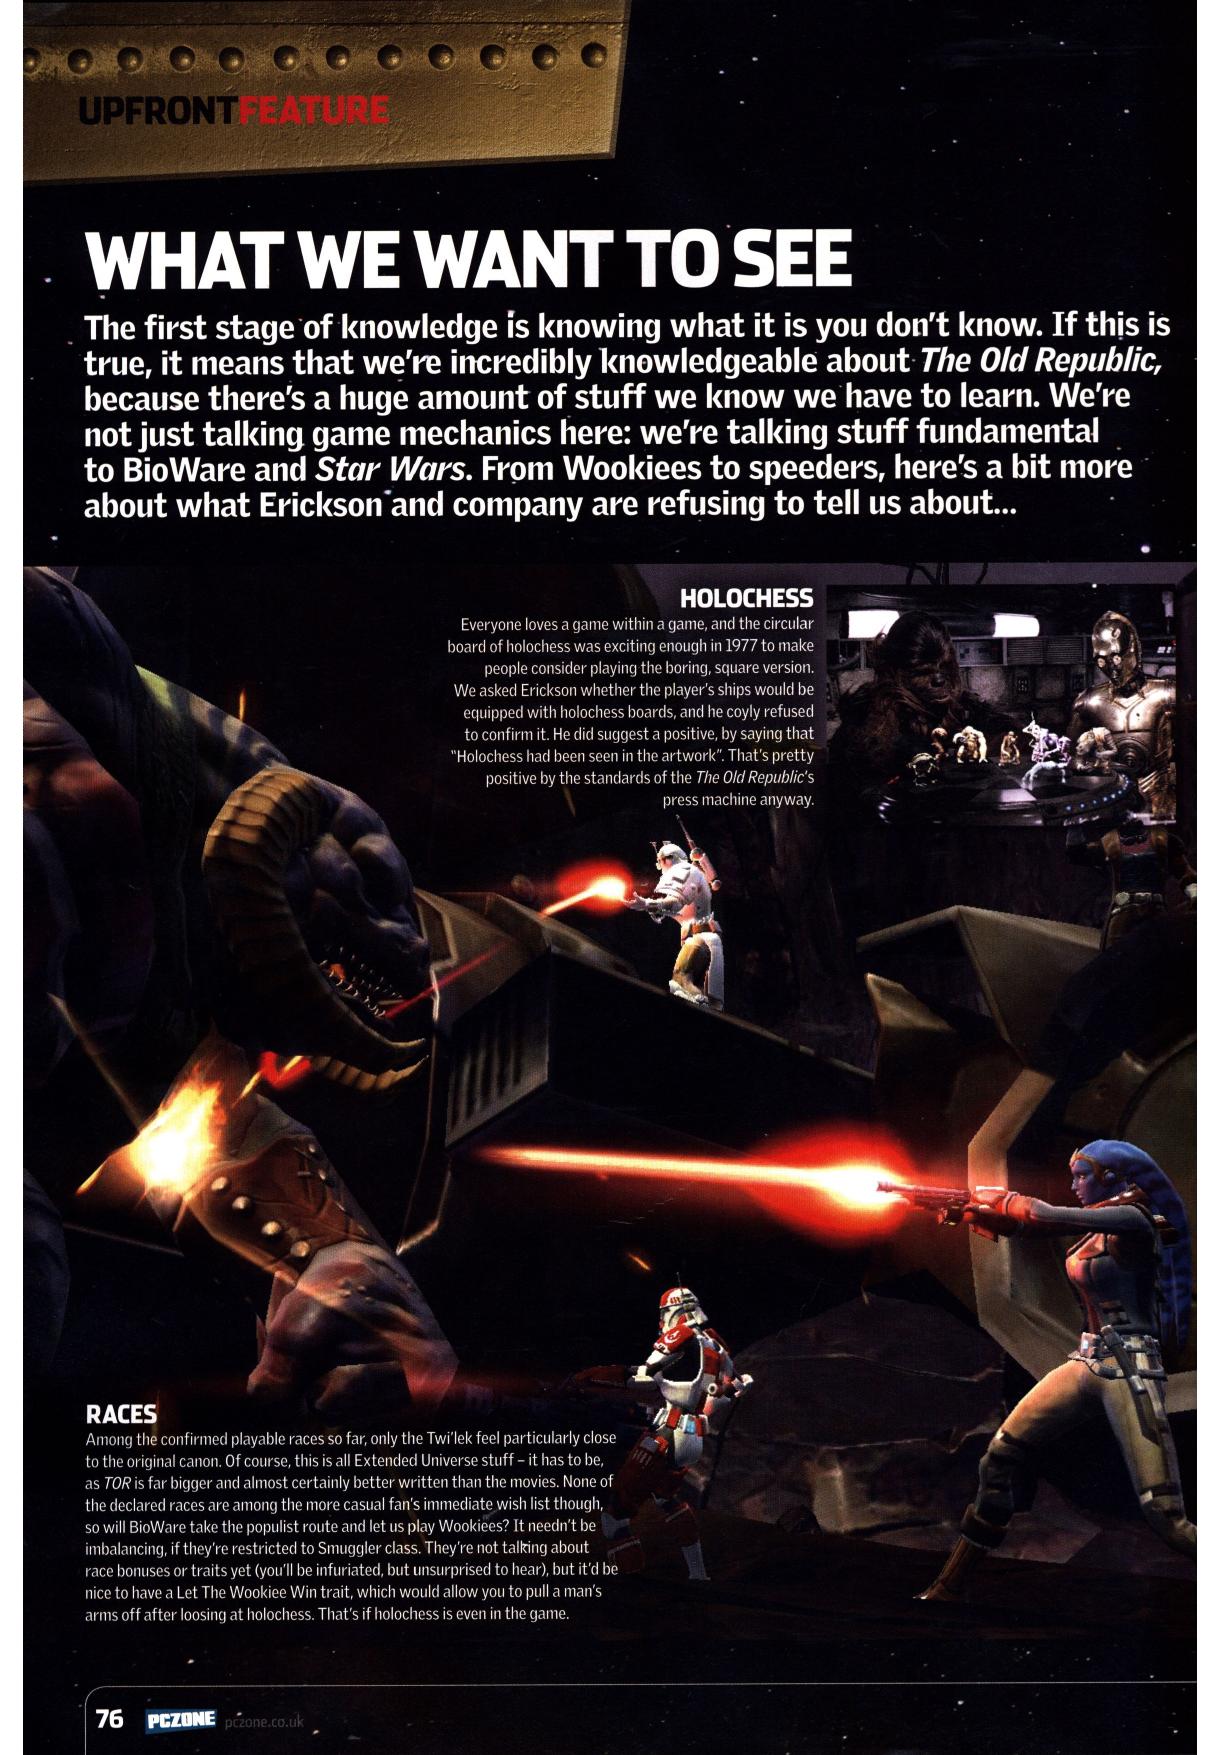 UPFRONTFEATURE
WHAT WE WANT TO SEE
The first stage of knowledge is knowing what it is you don't know. If this is
true, it means that we're incredibly knowledgeable about The Old Republic,
because there's a huge amount of stuff we know we have to learn. We're
not just talking game mechanics here: we're talking stuff fundamental
to BioWare and Star Wars. From Wookiees to speeders, here's a bit more
about what Erickson and company are refusing to tell us about...
HOLOCHESS
Everyone loves a game within a game, and the circular
board of holochess was exciting enough in 1977 to make
people consider playing the boring, square version.
We asked Erickson whether the player's ships would be
equipped with holochess boards, and he coyly refused
to confirm it. He did suggest a positive, by saying that
"Holochess had been seen in the artwork". That's pretty
positive by the standards of the The Old Republic's
press machine anyway.
RACES
Among the confirmed playable races so far, only the Twi'lek feel particularly close
to the original canon. Of course, this is all Extended Universe stuff – it has to be,
as TOR is far bigger and almost certainly better written than the movies. None of
the declared races are among the more casual fan's immediate wish list though,
so will BioWare take the populist route and let us play Wookiees? It needn't be
imbalancing, if they're restricted to Smuggler class. They're not talking about
race bonuses or traits yet (you'll be infuriated, but unsurprised to hear), but it'd be
nice to have a Let The Wookiee Win trait, which would allow you to pull a man's
arms off after loosing at holochess. That's if holochess is even in the game.
76 PCZONE pczone.co.uk